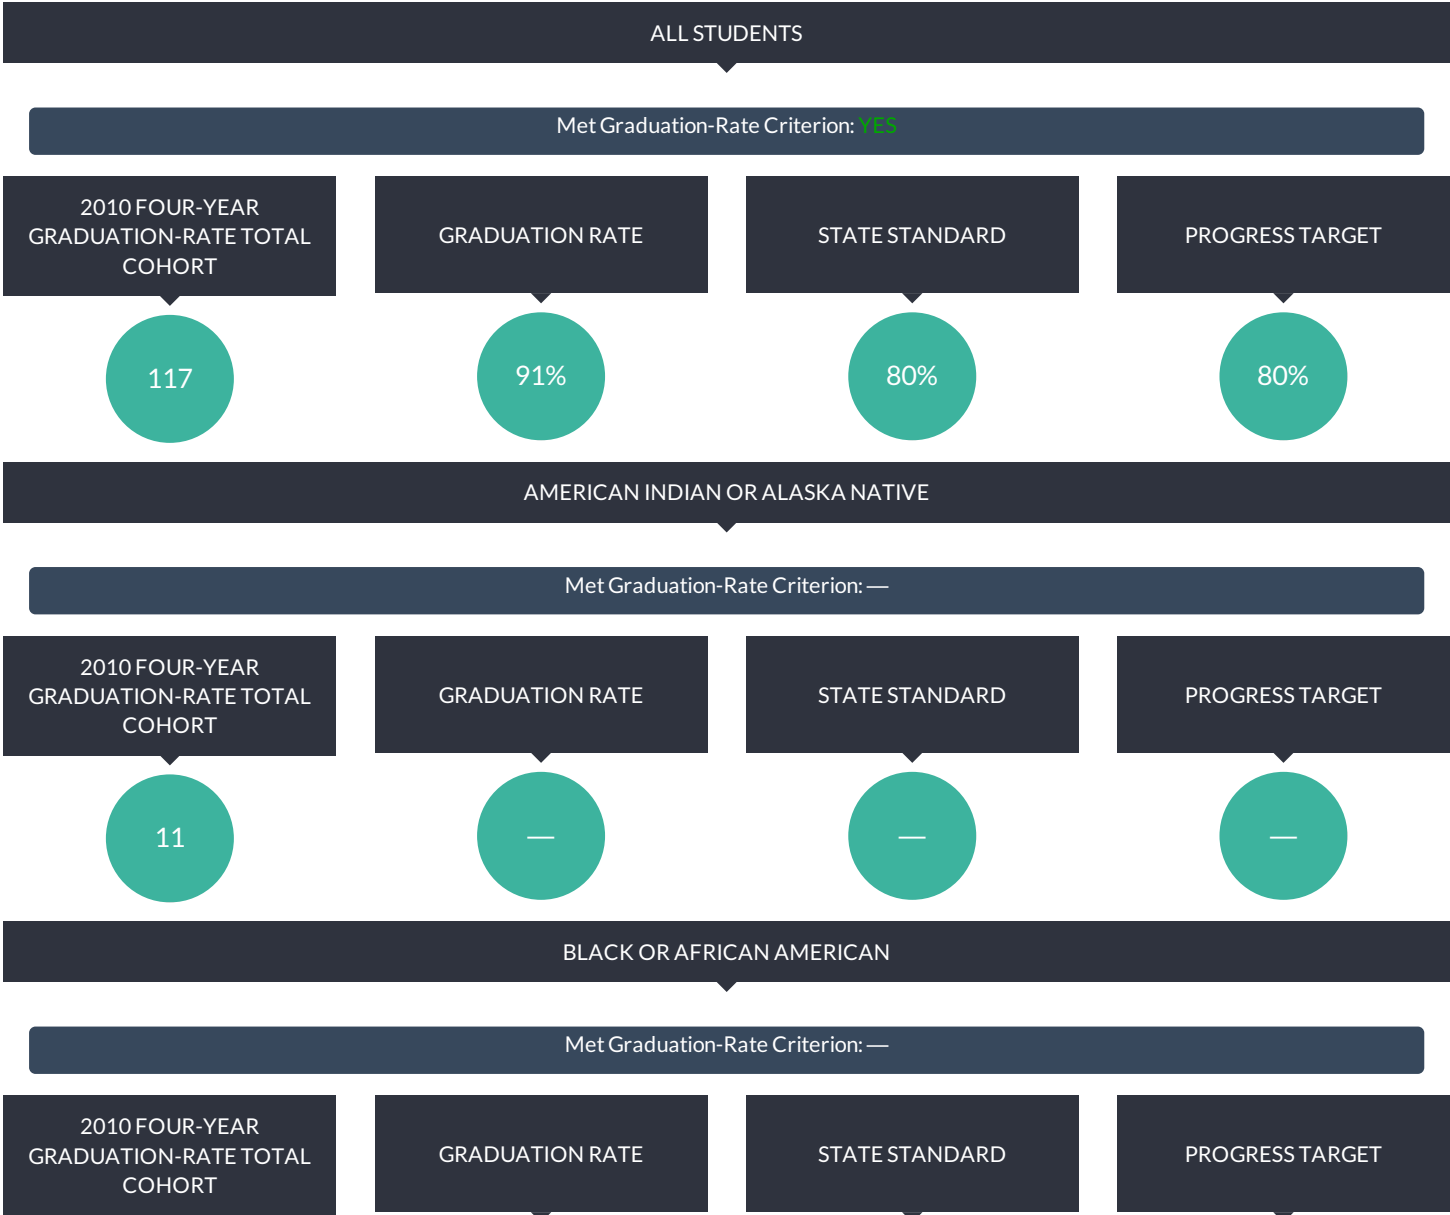 ALL STUDENTS
Met Graduation-Rate Criterion: YES
2010 FOUR-YEAR
GRADUATION-RATE TOTAL
COHORT
GRADUATION RATE
STATE STANDARD
PROGRESS TARGET
117
91%
80%
80%
AMERICAN INDIAN OR ALASKA NATIVE
Met Graduation-Rate Criterion: —
2010 FOUR-YEAR
GRADUATION-RATE TOTAL
COHORT
GRADUATION RATE
STATE STANDARD
PROGRESS TARGET
11
—
—
—
BLACK OR AFRICAN AMERICAN
Met Graduation-Rate Criterion: —
2010 FOUR-YEAR
GRADUATION-RATE TOTAL
COHORT
GRADUATION RATE
STATE STANDARD
PROGRESS TARGET